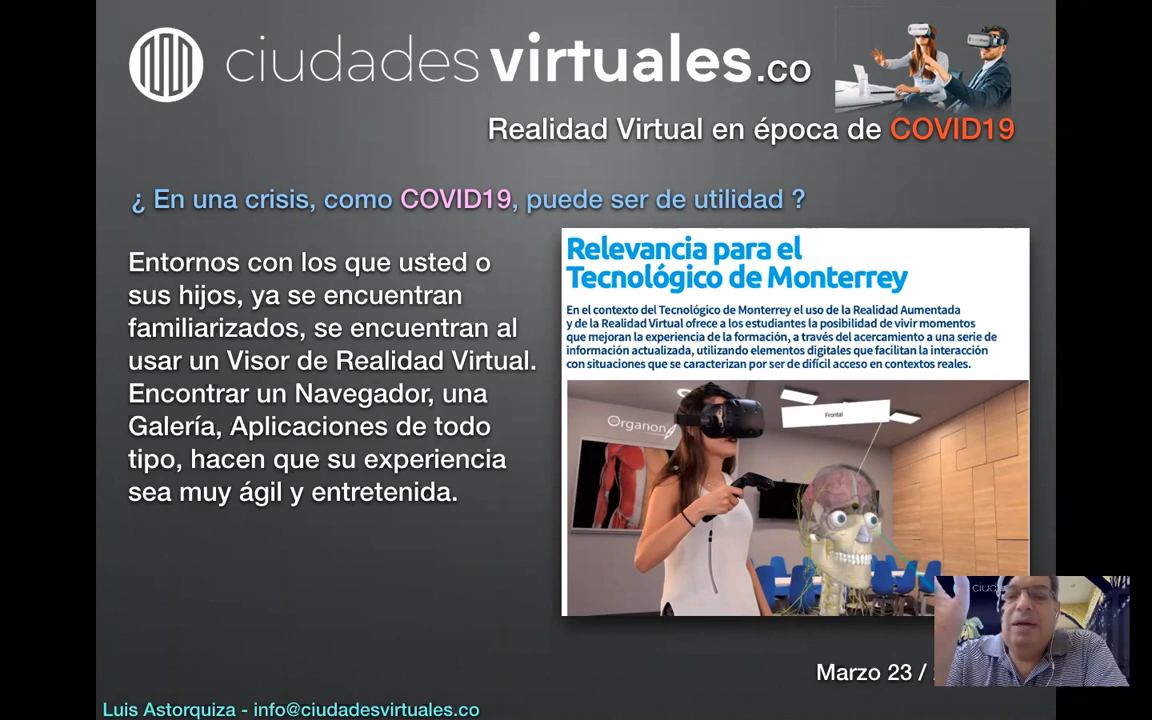 ciudades virtuales.co
Realidad Virtual en época de COVID19
¿ En una crisis, como COVID19, puede ser de utilidad ?
Entornos con los que usted o
sus hijos, ya se encuentran
familiarizados, se encuentran al
usar un Visor de Realidad Virtual.
Encontrar un Navegador, una
Galería, Aplicaciones de todo
tipo, hacen que su experiencia
sea muy ágil y entretenida.
Relevancia para el
Tecnológico de Monterrey
En el contexto del Tecnológico de Monterrey el uso de la Realidad Aumentada
y de la Realidad Virtual ofrece a los estudiantes la posibilidad de vivir momentos
que mejoran la experiencia de la formación, a través del acercamiento a una serie de
información actualizada, utilizando elementos digitales que facilitan la interacción
con situaciones que se caracterizan por ser de difícil acceso en contextos reales.
Organon
Frontal
ciud
Marzo 23 /
Luis Astorquiza - info@ciudadesvirtuales.co